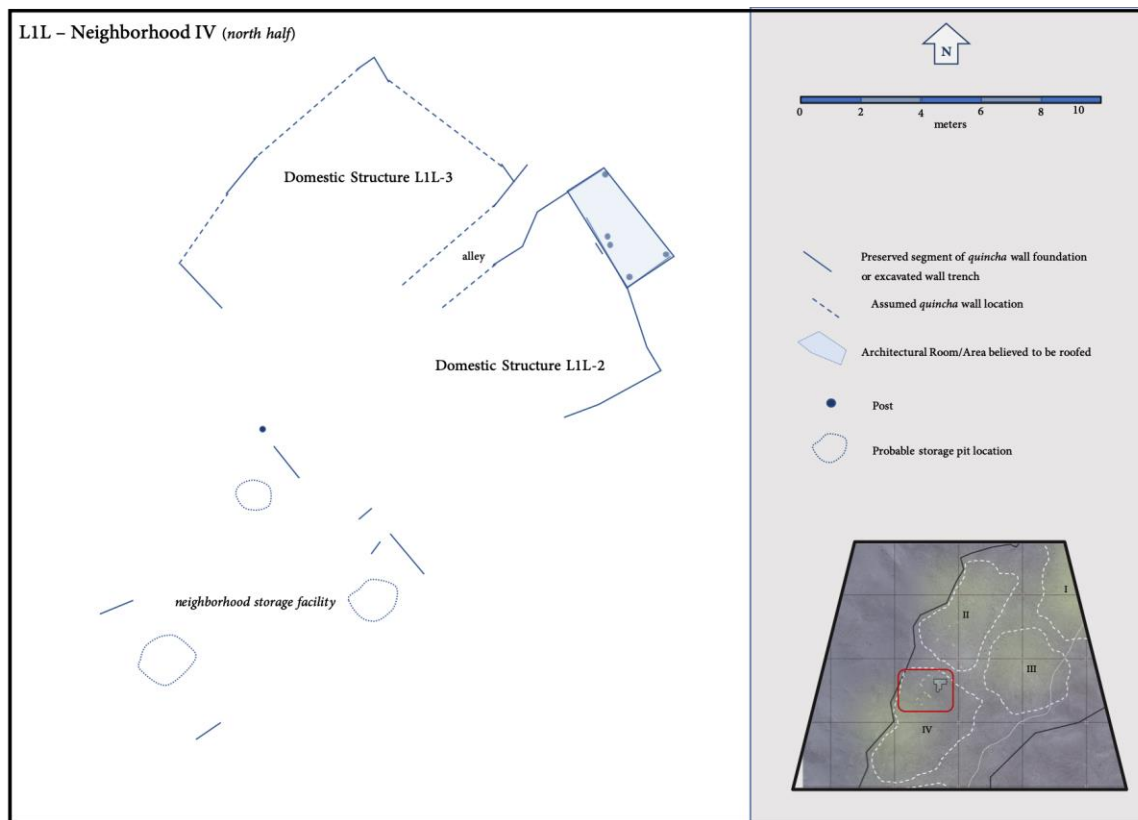 L1L – Neighborhood IV (north half)
N
0 2 4 6 8 10
meters
Domestic Structure L1L-3
alley
Domestic Structure L1L-2
neighborhood storage facility
Preserved segment of quincha wall foundation
or excavated wall trench
Assumed quincha wall location
Architectural Room/Area believed to be roofed
Post
Probable storage pit location
I
II
III
IV